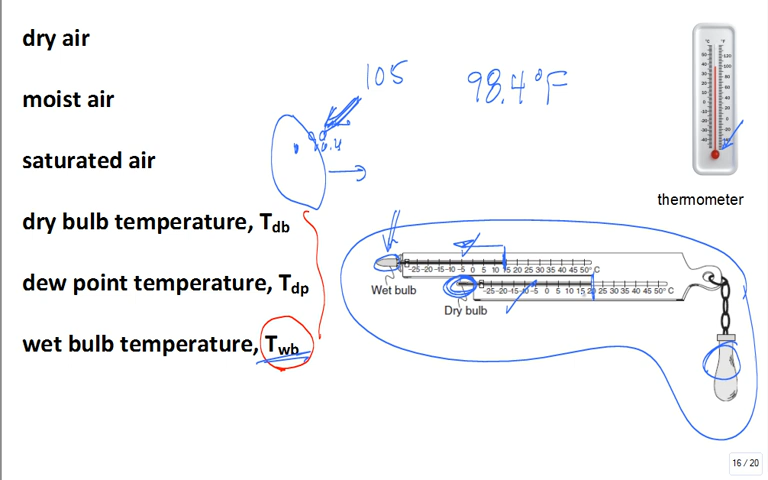 dry air
105
98.4°F
moist air
saturated air
thermometer
dry bulb temperature, Tdb
-25 -20 -15 -10 -5 0 5 10 15 20 25 30 35 40 45 50° C
Wet bulb
dew point temperature, Tdp
-25 -20 -15 -10 -5 0 5 10 15 20 25 30 35 40 45 50° C
Dry bulb
wet bulb temperature, Twb
16 / 20